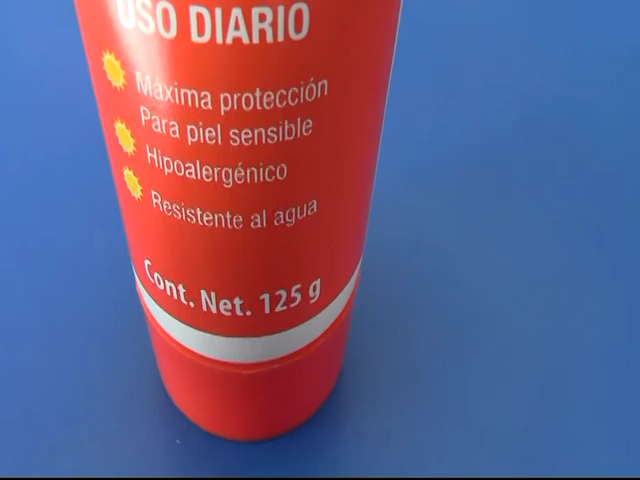 USO DIARIO
Máxima protección
Para piel sensible
Hipoalergénico
Resistente al agua
Cont. Net. 125 g